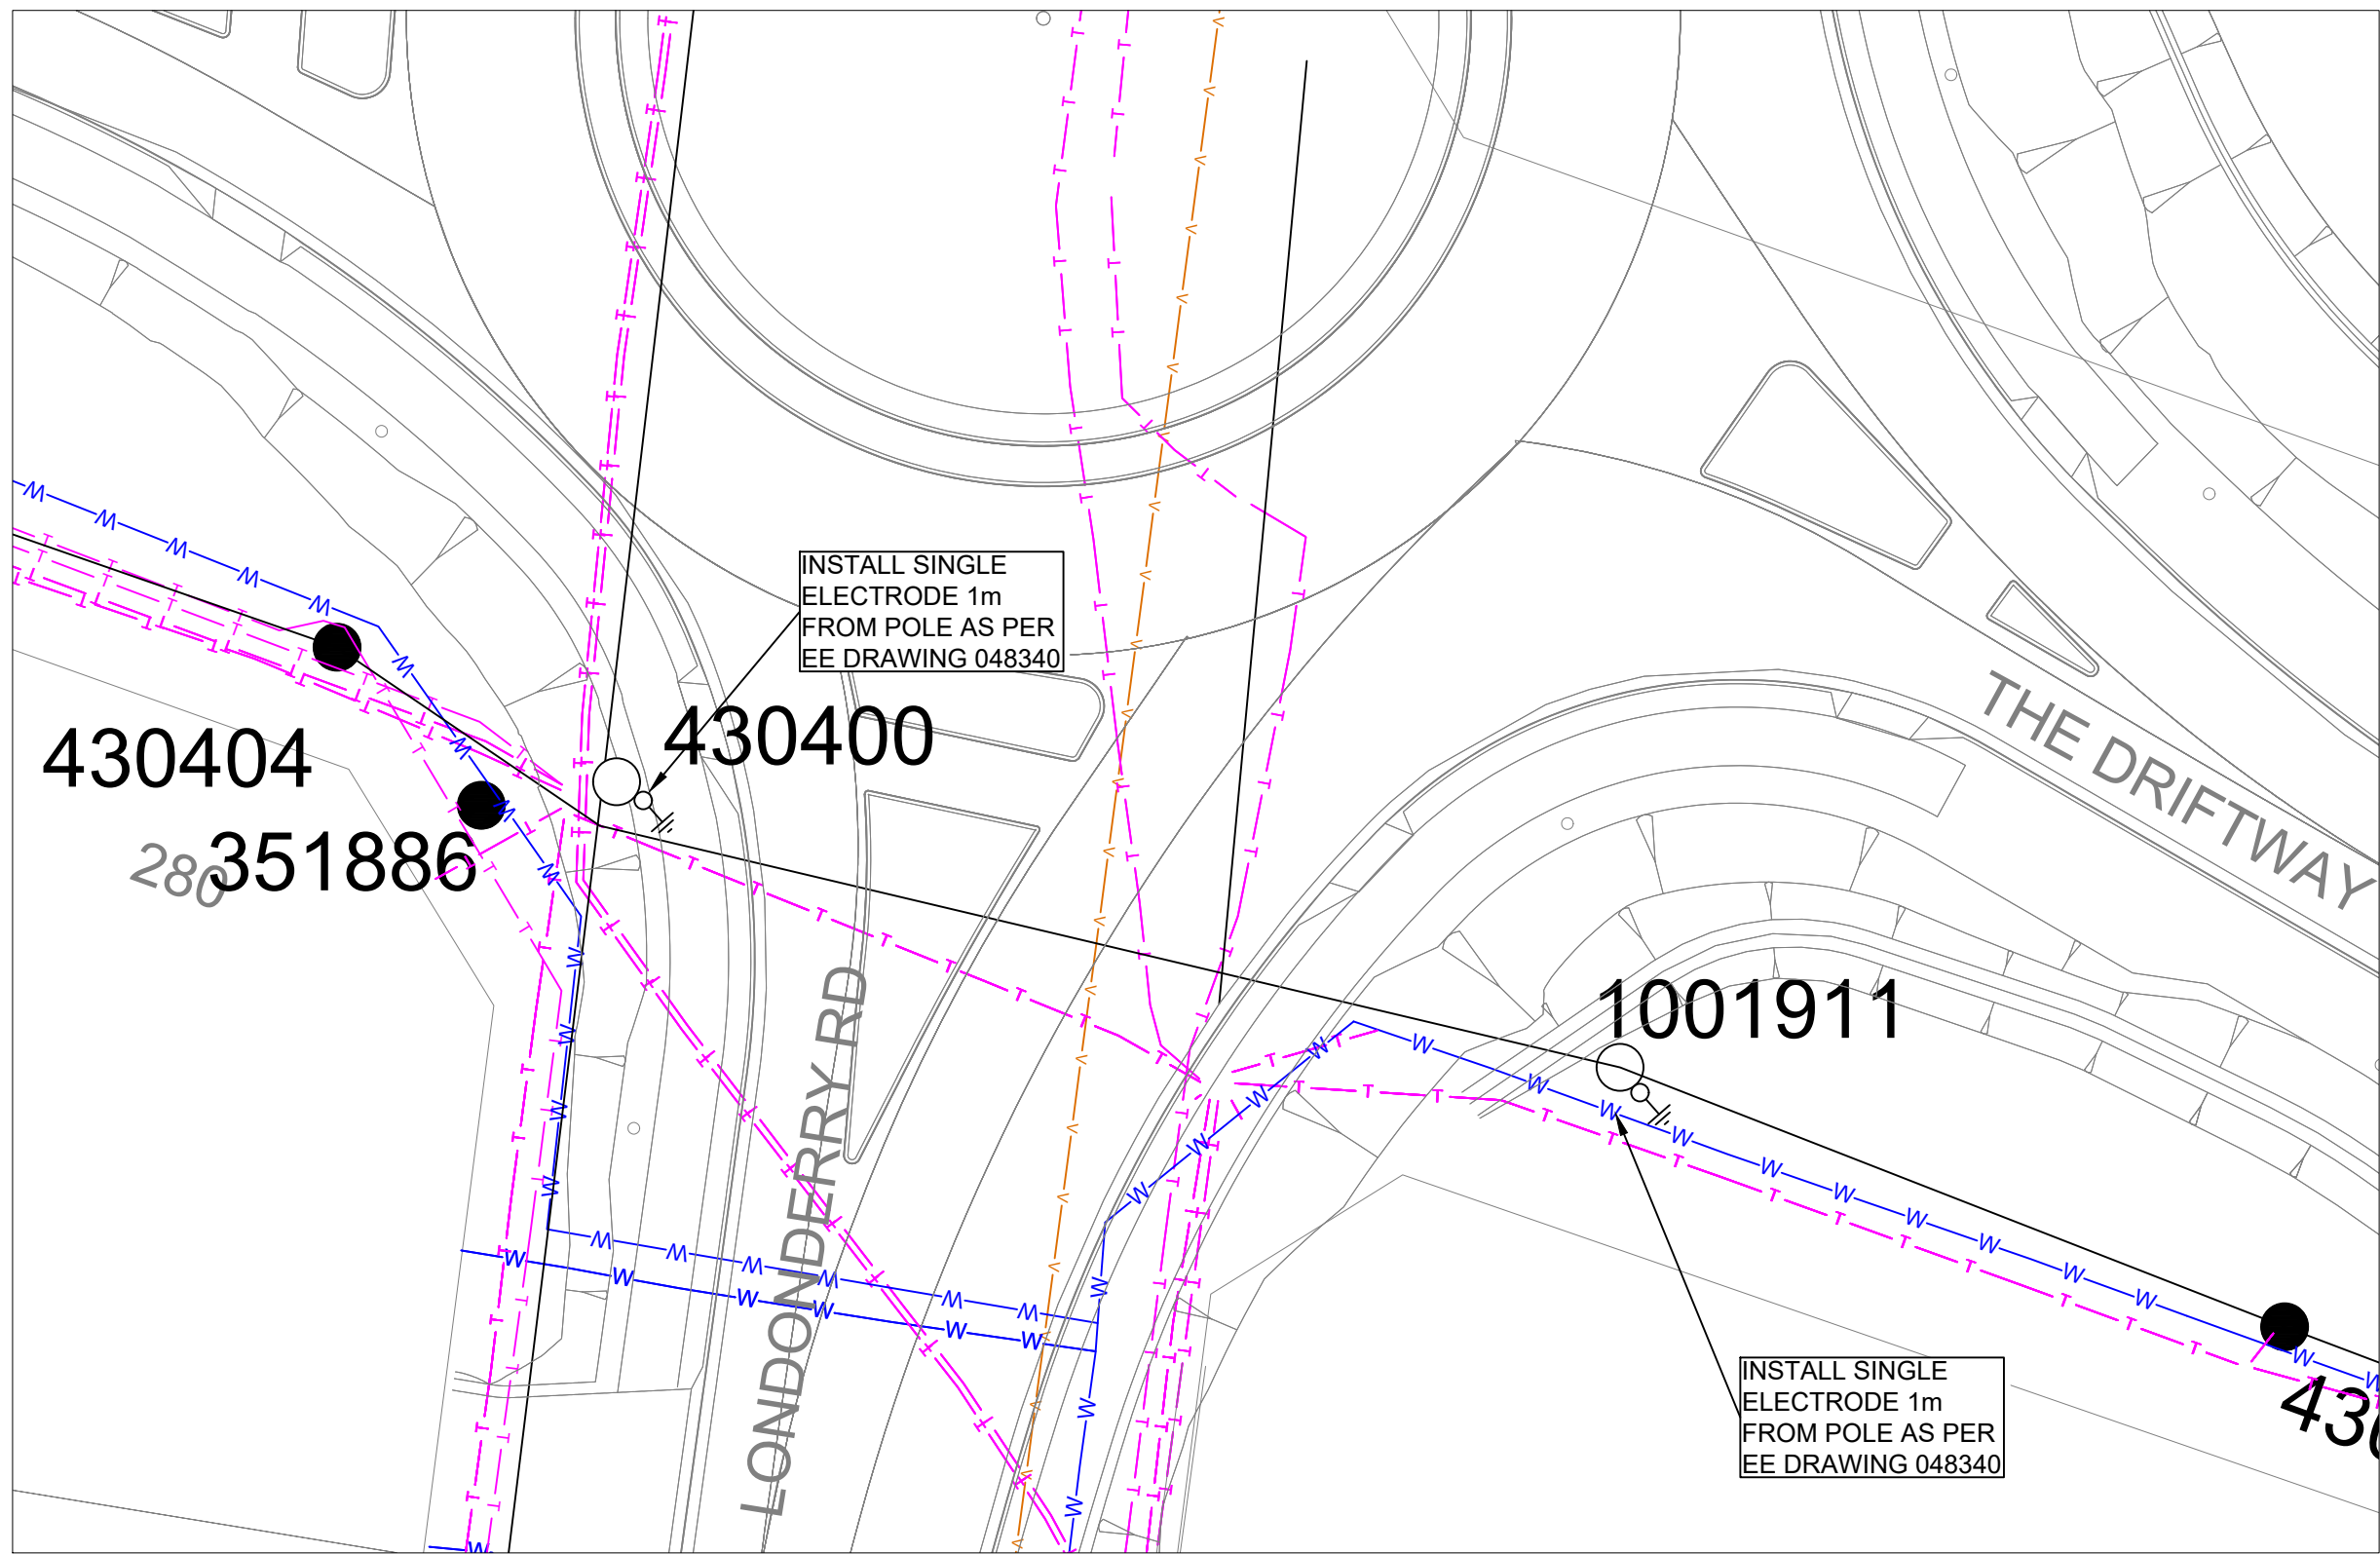 INSTALL SINGLE
ELECTRODE 1m
FROM POLE AS PER
EE DRAWING 048340
430404
430400
351886
280
THE DRIFTWAY
1001911
LONDONDERRY RD
INSTALL SINGLE
ELECTRODE 1m
FROM POLE AS PER
EE DRAWING 048340